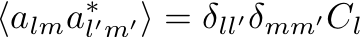 ⟨a_{lm} a^*_{l'm'}⟩ = δ_{ll'} δ_{mm'} C_l